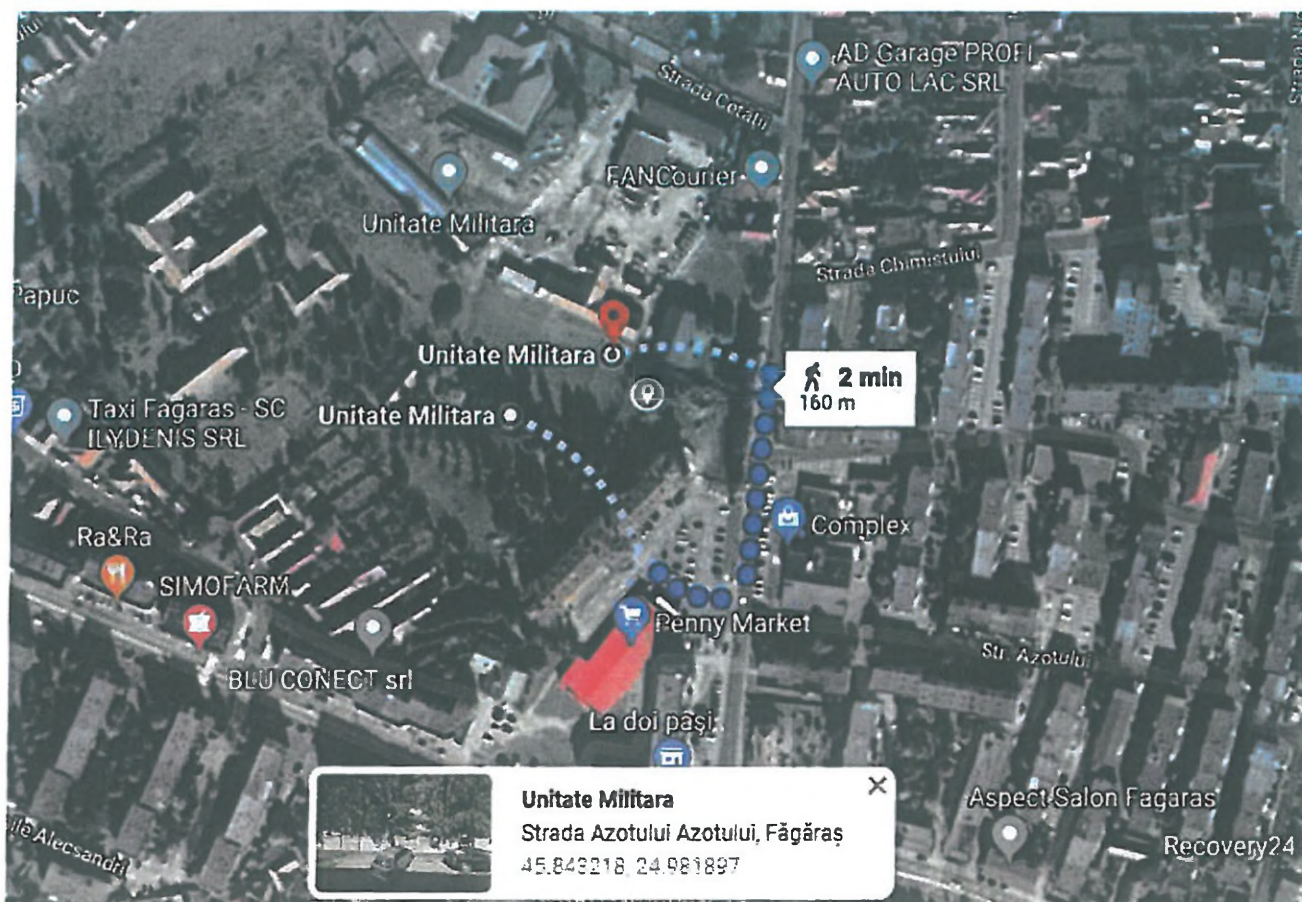 AD Garage PROFI
AUTO LAC SRL
Strada Cetatii
FANCourier
Unitate Militara
Strada Chimistului
Papuc
Unitate Militara
2 min
160 m
Unitate Militara
Taxi Fagaras - SC
ILYDENIS SRL
Complex
Ra&Ra
SIMOFARM
Penny Market
Str. Azotului
BLU CONECT srl
La doi pași
Unitate Militara
Strada Azotului Azotului, Făgăraș
45.843218, 24.981897
Aspect Salon Fagaras
Recovery24
Alecsandri